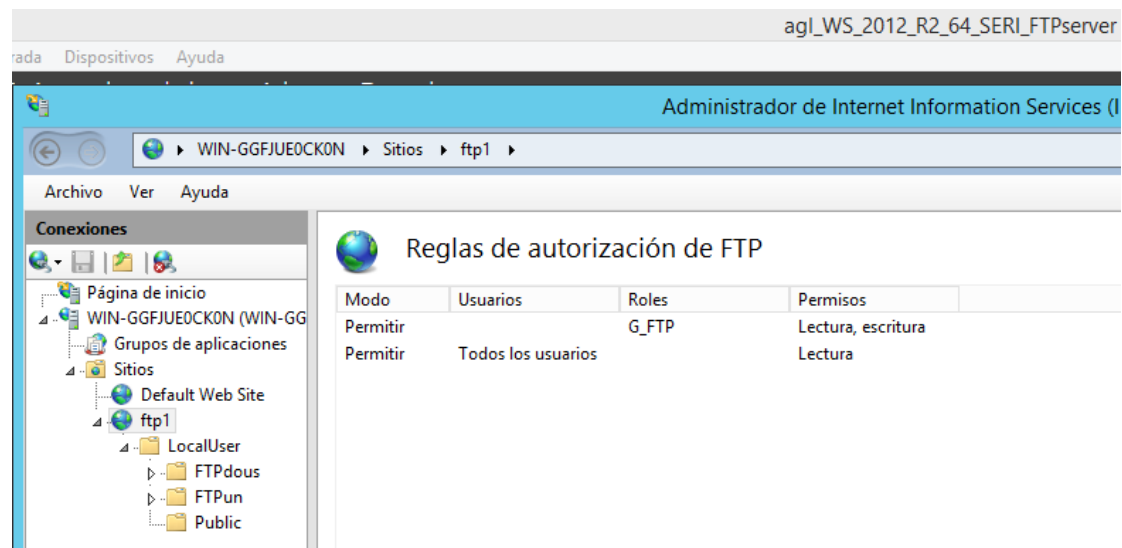 agl_WS_2012_R2_64_SERI_FTPserver
Dispositivos Ayuda
Administrador de Internet Information Services (I
WIN-GGFJUE0CK0N Sitios ftp1
Archivo Ver Ayuda
Conexiones
Página de inicio
WIN-GGFJUE0CK0N (WIN-GG
Grupos de aplicaciones
Sitios
Default Web Site
ftp1
LocalUser
FTPdous
FTPun
Public
Reglas de autorización de FTP
Modo Usuarios Roles Permisos
Permitir G_FTP Lectura, escritura
Permitir Todos los usuarios Lectura